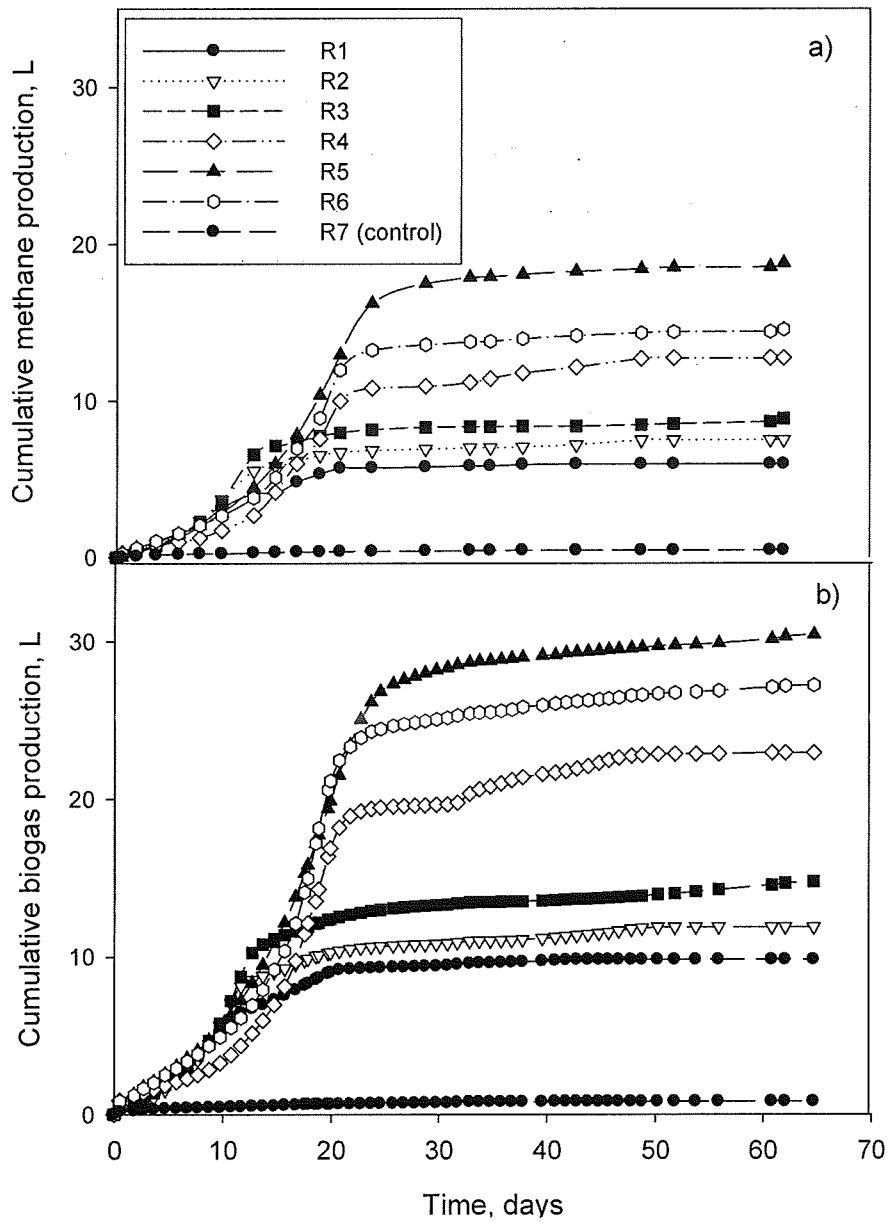 a)
Cumulative methane production, L
30
20
10
0
R1
R2
R3
R4
R5
R6
R7 (control)
b)
Cumulative biogas production, L
30
20
10
0
0 10 20 30 40 50 60 70
Time, days